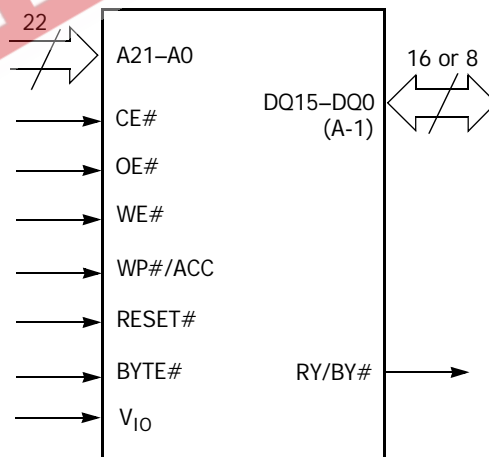 22
A21–A0
16 or 8
DQ15–DQ0
(A-1)
CE#
OE#
WE#
WP#/ACC
RESET#
BYTE#
RY/BY#
VIO